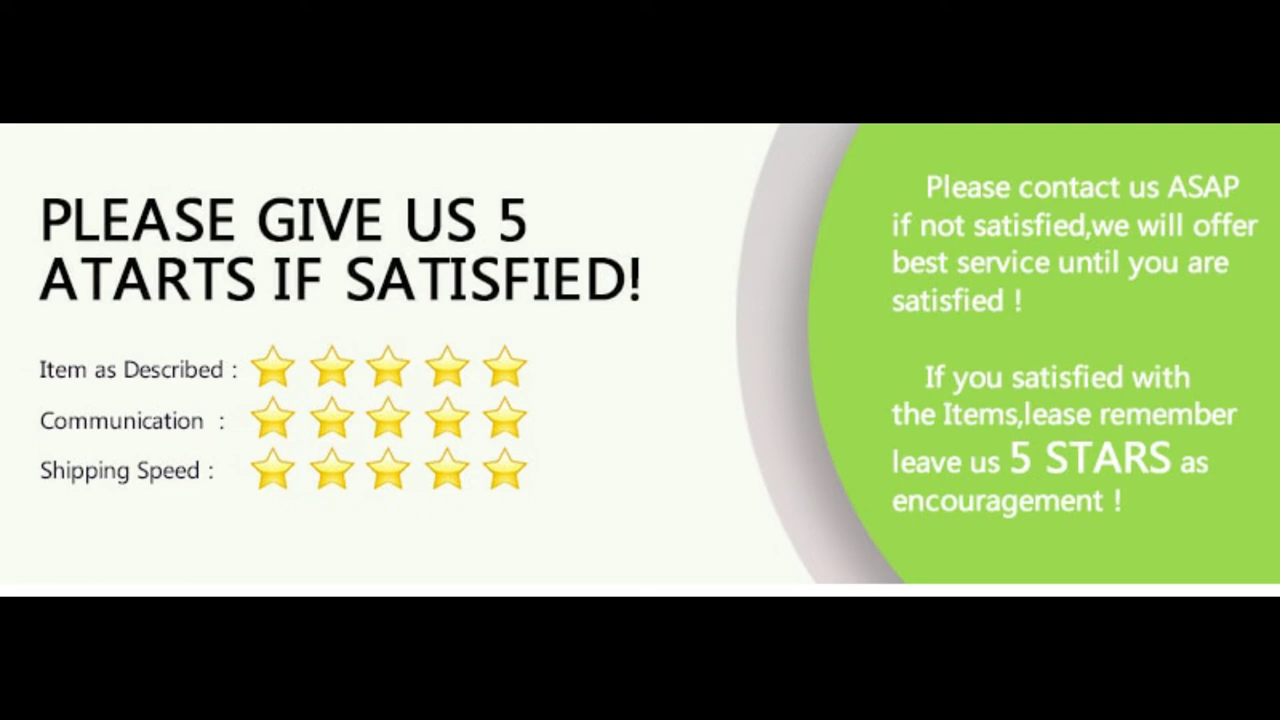 PLEASE GIVE US 5
ATARTS IF SATISFIED!
Item as Described :
Communication :
Shipping Speed :
Please contact us ASAP
if not satisfied,we will offer
best service until you are
satisfied !
If you satisfied with
the Items,lease remember
leave us 5 STARS as
encouragement !